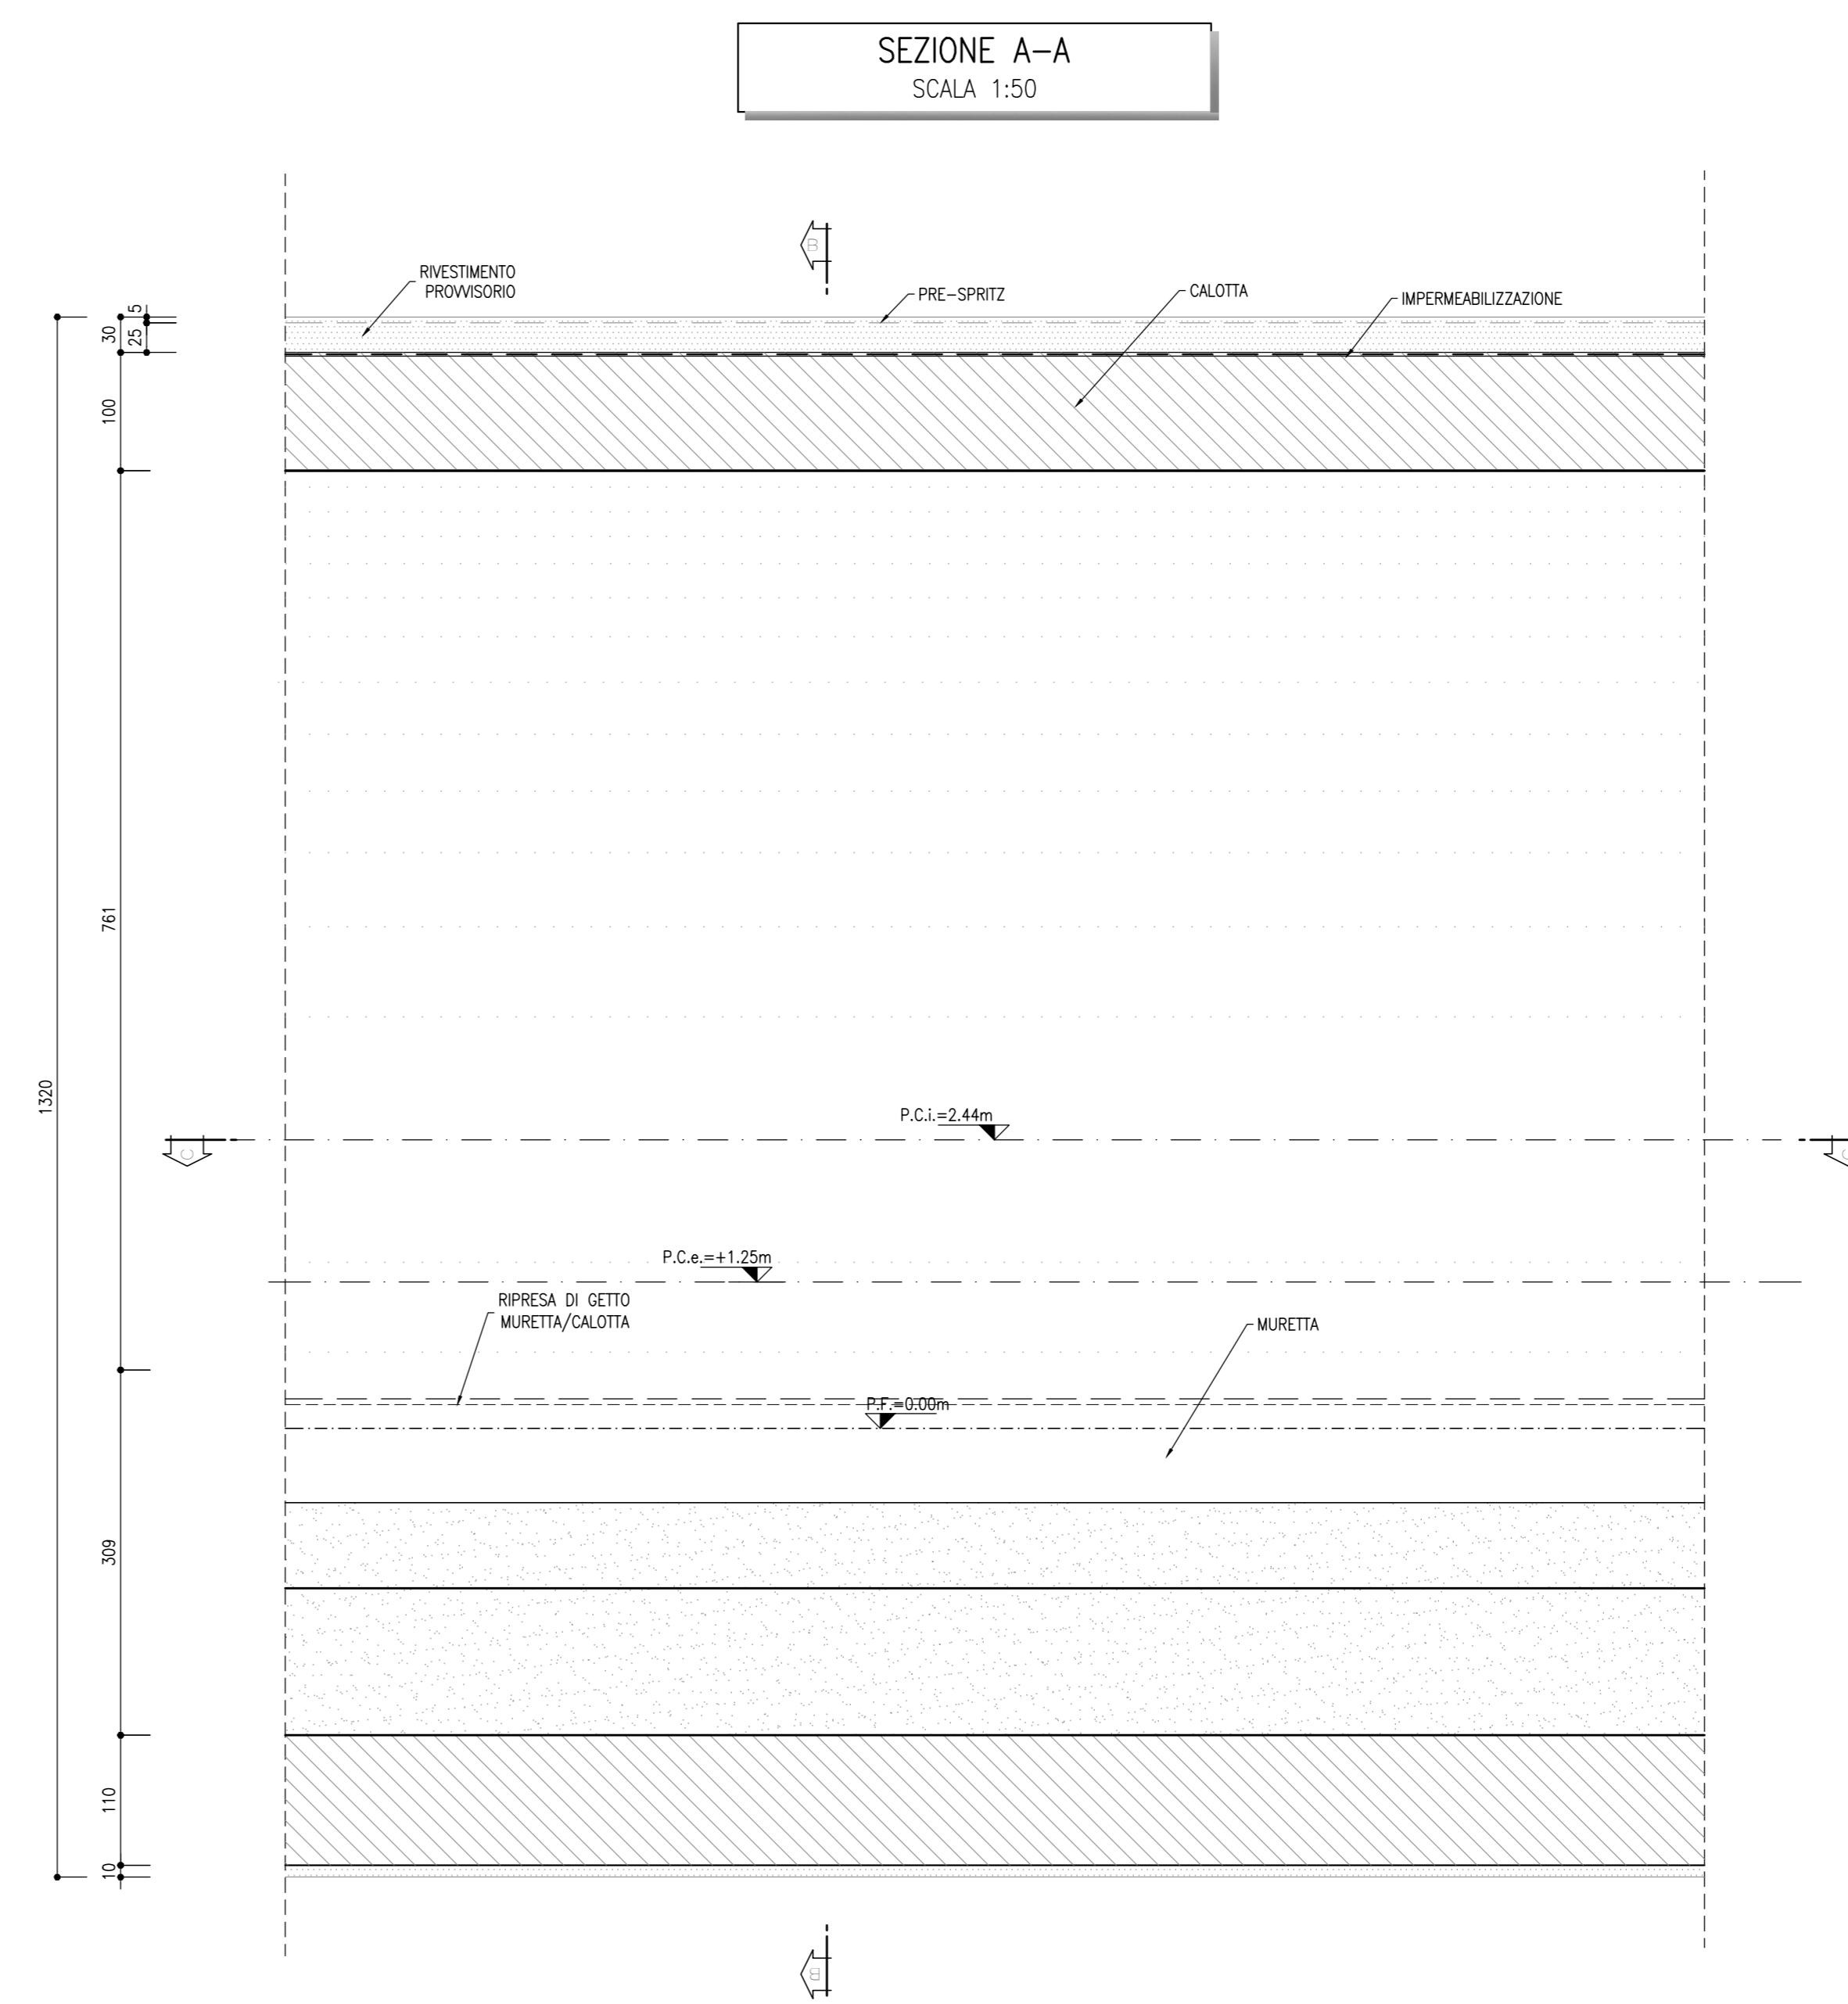 SEZIONE A-A
SCALA 1:50
B
RIVESTIMENTO
PROVVISORIO
PRE-SPRITZ
CALOTTA
IMPERMEABILIZZAZIONE
5
30
25
100
761
1320
P.C.i.=2.44m
C
C
P.C.e.=+1.25m
RIPRESA DI GETTO
MURETTA/CALOTTA
MURETTA
P.F.=0.00m
309
110
10
B